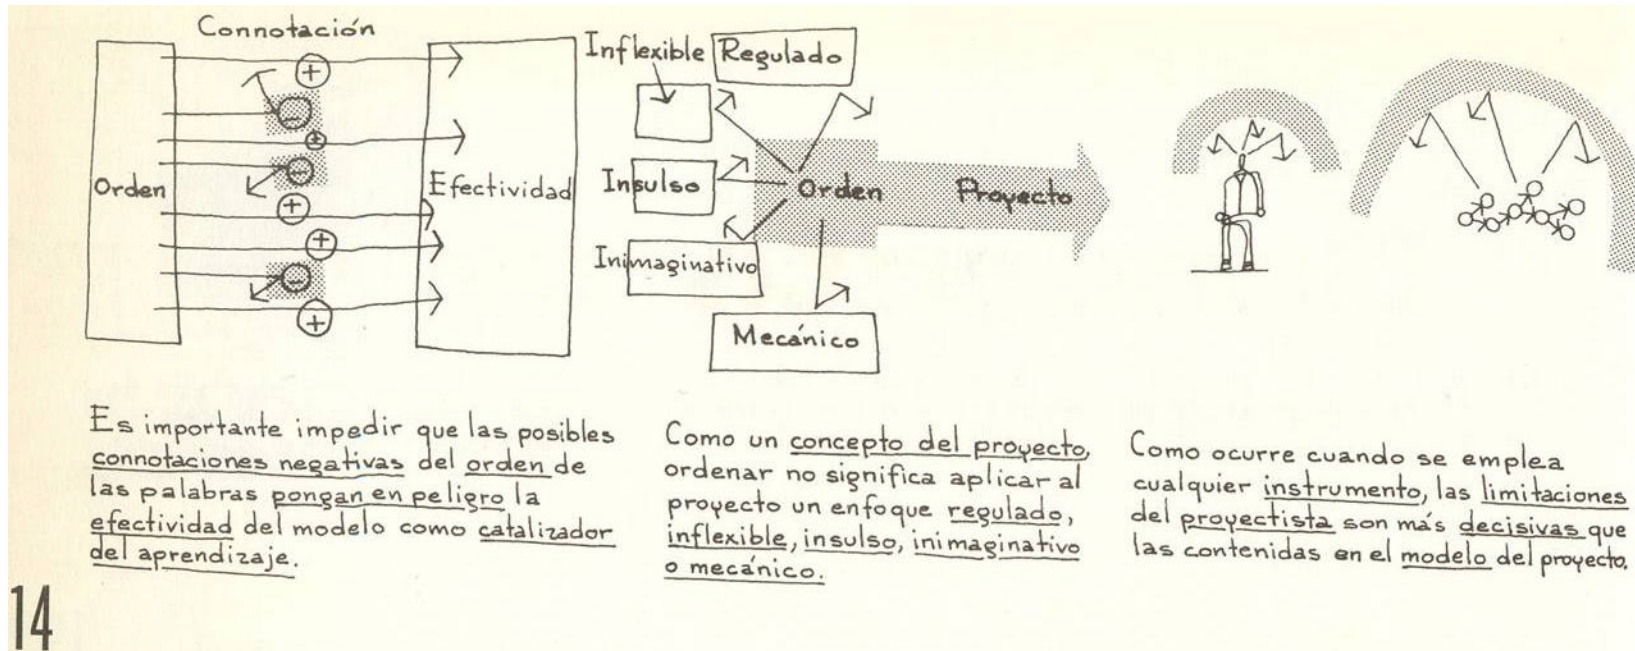 Connotación
Orden
Efectividad
Inflexible
Regulado
Insulso
Orden
Proyecto
Inimaginativo
Mecánico
Es importante impedir que las posibles
connotaciones negativas del orden de
las palabras pongan en peligro la
efectividad del modelo como catalizador
del aprendizaje.
Como un concepto del proyecto,
ordenar no significa aplicar al
proyecto un enfoque regulado,
inflexible, insulso, inimaginativo
o mecánico.
Como ocurre cuando se emplea
cualquier instrumento, las limitaciones
del proyectista son más decisivas que
las contenidas en el modelo del proyecto.
14